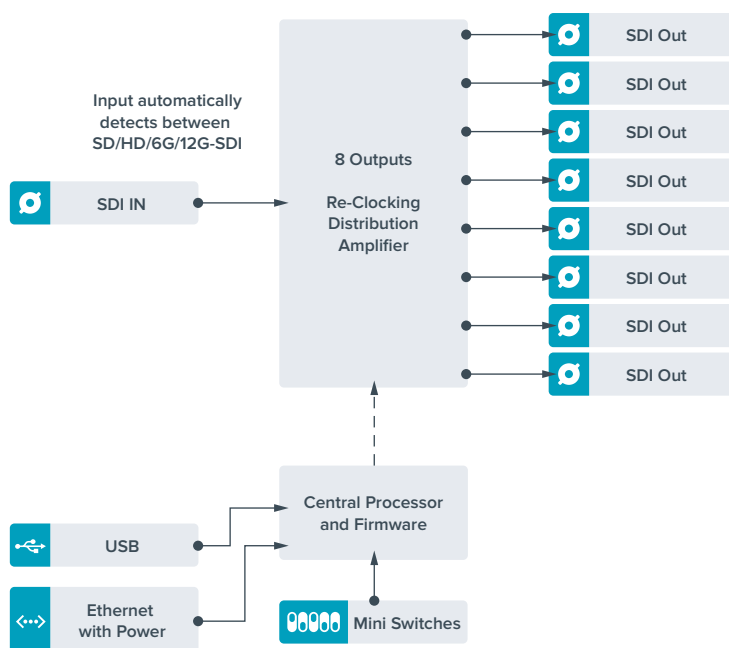 Input automatically
detects between
SD/HD/6G/12G-SDI
SDI IN
8 Outputs
Re-Clocking
Distribution
Amplifier
SDI Out
SDI Out
SDI Out
SDI Out
SDI Out
SDI Out
SDI Out
SDI Out
Central Processor
and Firmware
USB
Ethernet
with Power
Mini Switches